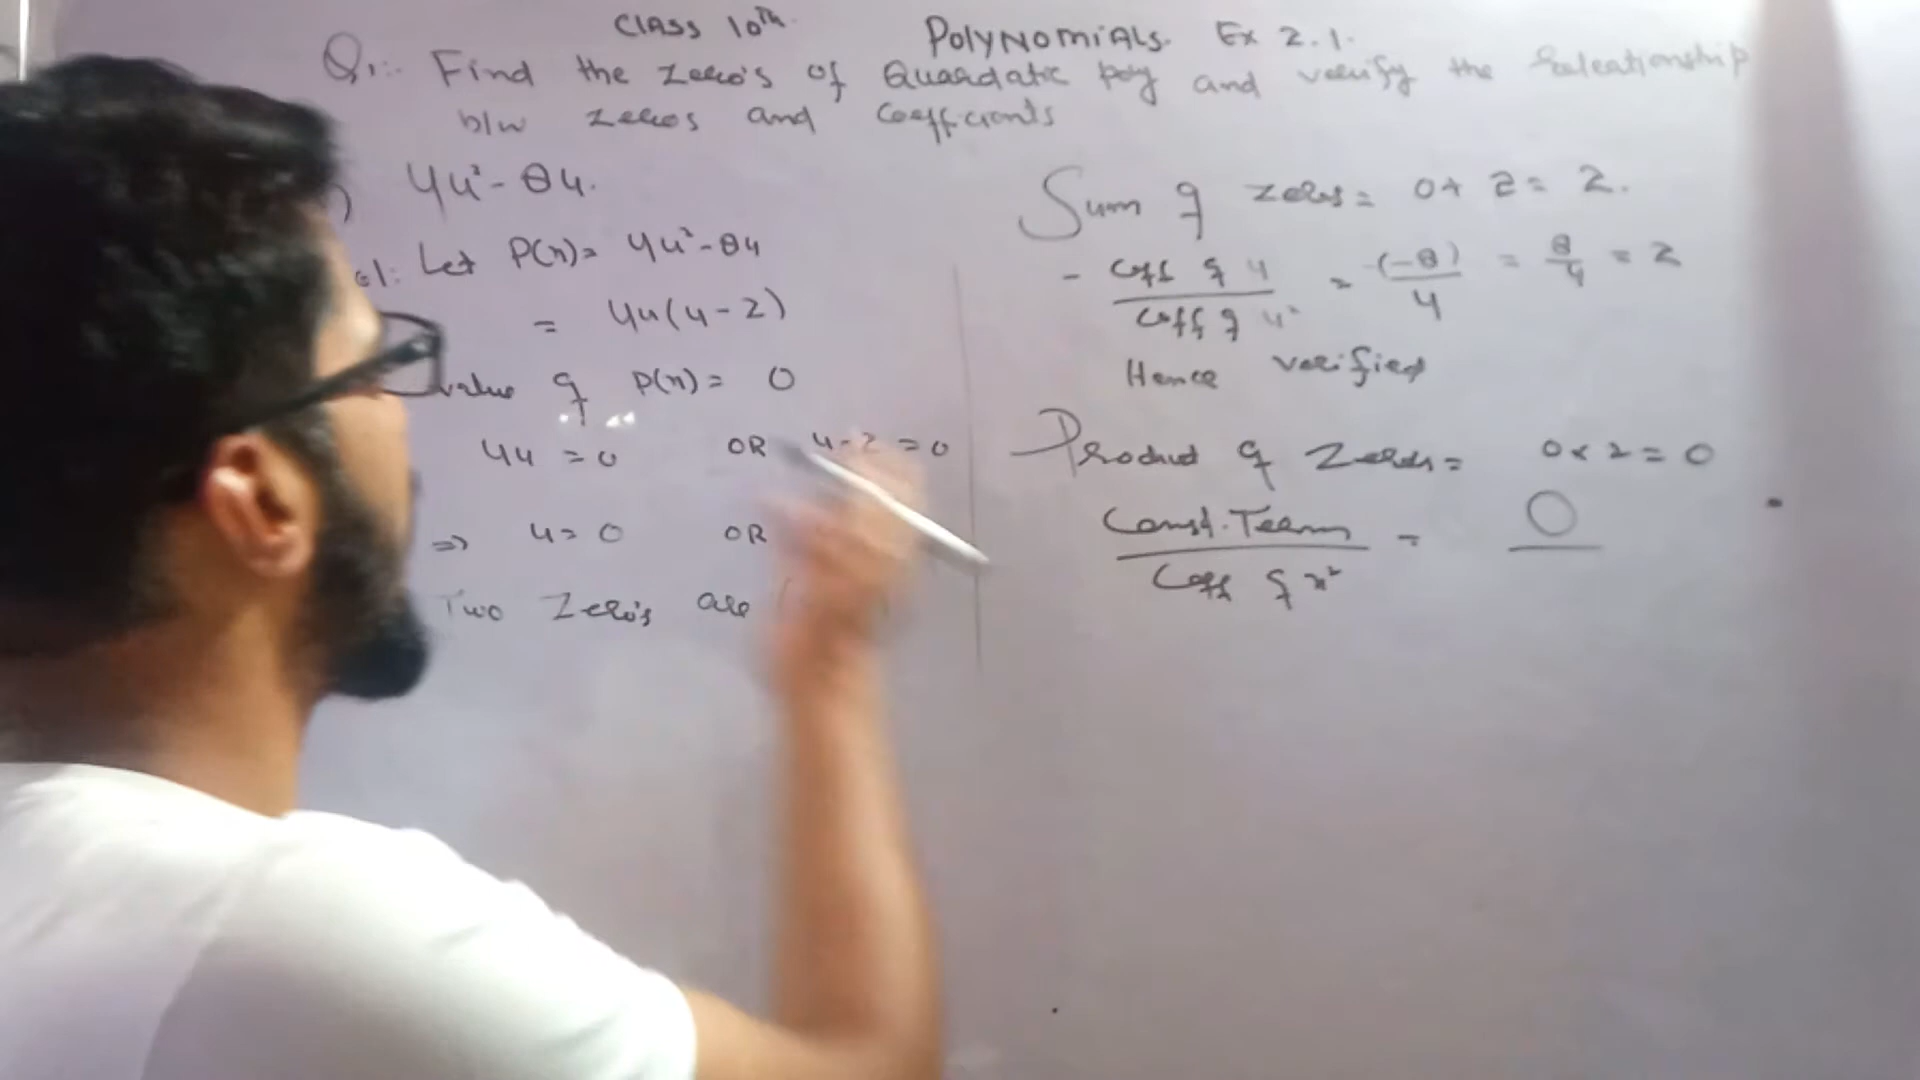 CLASS 10th. POLYNOMIALS. Ex 2.1.
Q1:- Find the zero's of Quardatic poly and verify the Releationship
b/w zeros and Coefficients
) 4u²-8u.
ol: Let P(x)= 4u²-8u
= 4u(u-2)
value of P(x)= 0
4u = 0 OR u-2 = 0
=> u= 0 OR
Two Zero's are
Sum of zeros= 0+ 2= 2.
- Coff of u / Coff of u² = -(-8) / 4 = 8/4 = 2
Hence verified
Product of Zeros= 0×2=0
Const. Term / Coff of x² = 0 /